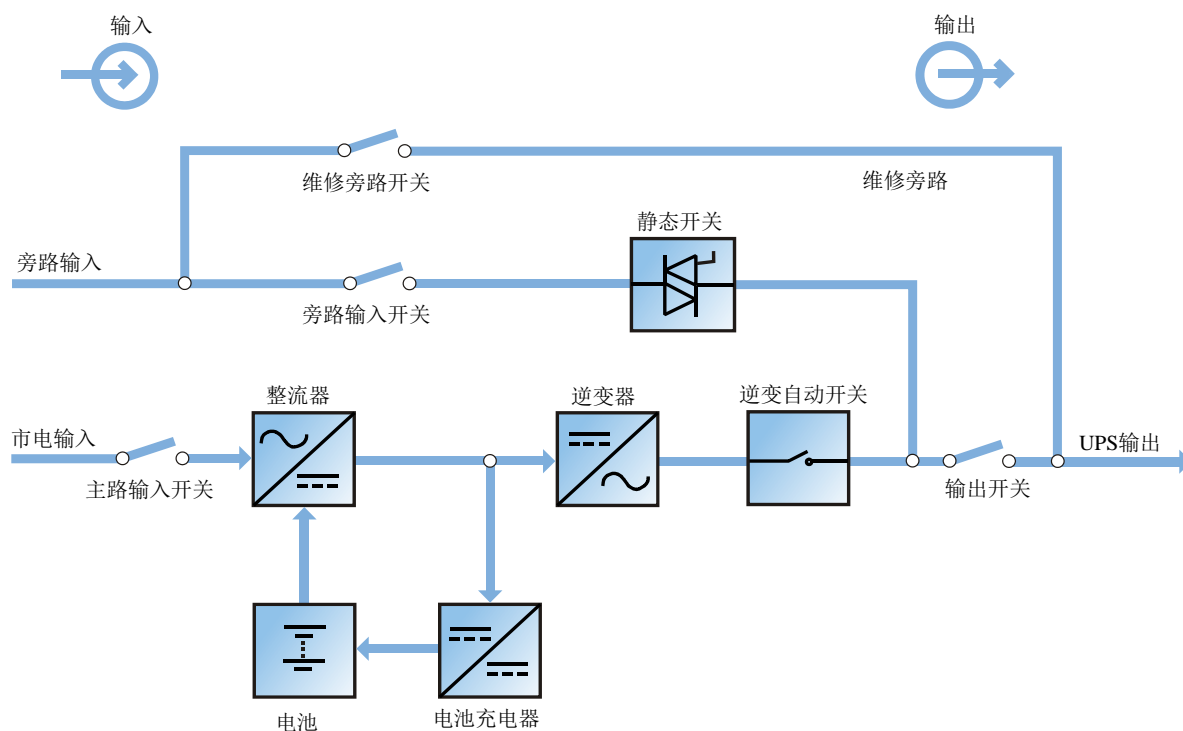 输入
输出
维修旁路开关
维修旁路
静态开关
旁路输入
旁路输入开关
整流器
逆变器
逆变自动开关
市电输入
UPS输出
主路输入开关
输出开关
电池
电池充电器